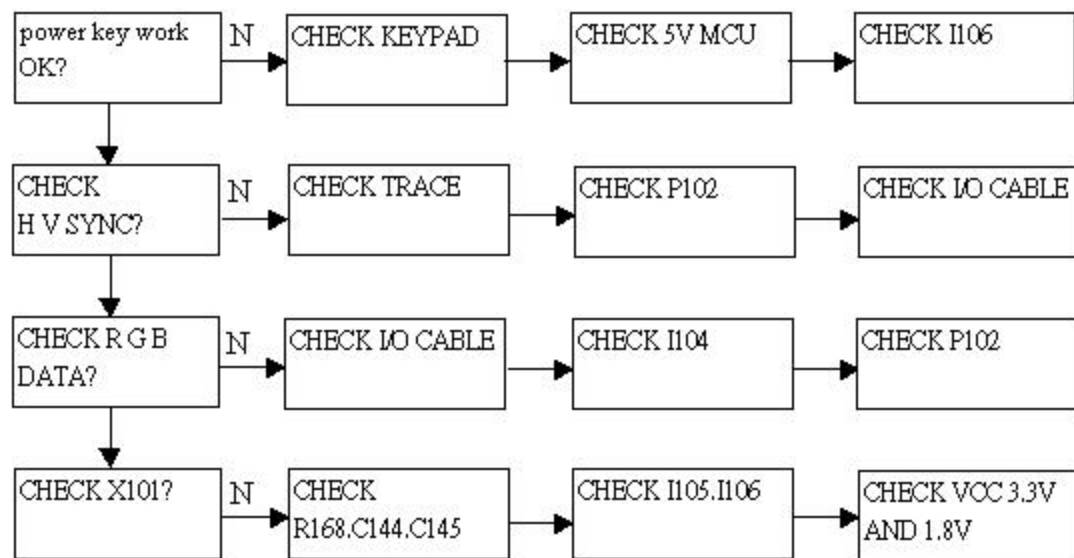 power key work
OK?
N
CHECK KEYPAD
CHECK 5V MCU
CHECK I106
CHECK
H V SYNC?
N
CHECK TRACE
CHECK P102
CHECK I/O CABLE
CHECK R G B
DATA?
N
CHECK I/O CABLE
CHECK I104
CHECK P102
CHECK X101?
N
CHECK
R168.C144.C145
CHECK I105.I106
CHECK VCC 3.3V
AND 1.8V